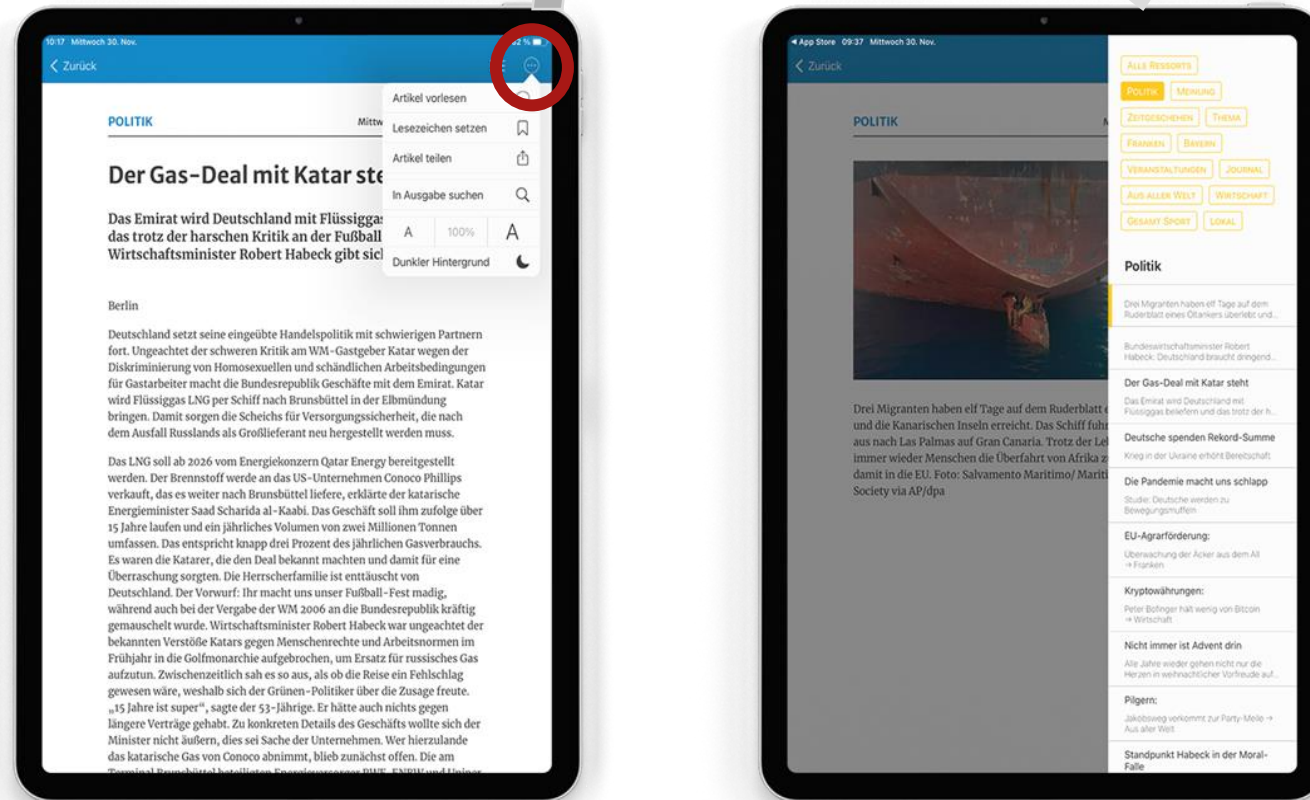 10:17 Mittwoch 30. Nov.
Zurück
Artikel vorlesen
Lesezeichen setzen
Artikel teilen
In Ausgabe suchen
A 100% A
Dunkler Hintergrund
POLITIK Mittw
Der Gas-Deal mit Katar ste
Das Emirat wird Deutschland mit Flüssiggas
das trotz der harschen Kritik an der Fußball
Wirtschaftsminister Robert Habeck gibt sich
Berlin
Deutschland setzt seine eingeübte Handelspolitik mit schwierigen Partnern
fort. Ungeachtet der schweren Kritik am WM-Gastgeber Katar wegen der
Diskriminierung von Homosexuellen und schändlichen Arbeitsbedingungen
für Gastarbeiter macht die Bundesrepublik Geschäfte mit dem Emirat. Katar
wird Flüssiggas LNG per Schiff nach Brunsbüttel in der Elbmündung
bringen. Damit sorgen die Scheichs für Versorgungssicherheit, die nach
dem Ausfall Russlands als Großlieferant neu hergestellt werden muss.
Das LNG soll ab 2026 vom Energiekonzern Qatar Energy bereitgestellt
werden. Der Brennstoff werde an das US-Unternehmen Conoco Phillips
verkauft, das es weiter nach Brunsbüttel liefere, erklärte der katarische
Energieminister Saad Scharida al-Kaabi. Das Geschäft soll ihm zufolge über
15 Jahre laufen und ein jährliches Volumen von zwei Millionen Tonnen
umfassen. Das entspricht knapp drei Prozent des jährlichen Gasverbrauchs.
Es waren die Katarer, die den Deal bekannt machten und damit für eine
Überraschung sorgten. Die Herrscherfamilie ist enttäuscht von
Deutschland. Der Vorwurf: Ihr macht uns unser Fußball-Fest madig,
während auch bei der Vergabe der WM 2006 an die Bundesrepublik kräftig
gemauschelt wurde. Wirtschaftsminister Robert Habeck war ungeachtet der
bekannten Verstöße Katars gegen Menschenrechte und Arbeitsnormen im
Frühjahr in die Golfmonarchie aufgebrochen, um Ersatz für russisches Gas
aufzutun. Zwischenzeitlich sah es so aus, als ob die Reise ein Fehlschlag
gewesen wäre, weshalb sich der Grünen-Politiker über die Zusage freute.
„15 Jahre ist super“, sagte der 53-Jährige. Er hätte auch nichts gegen
längere Verträge gehabt. Zu konkreten Details des Geschäfts wollte sich der
Minister nicht äußern, dies sei Sache der Unternehmen. Wer hierzulande
das katarische Gas von Conoco abnimmt, blieb zunächst offen. Die am
Terminal Brunsbüttel beteiligten Energieversorger RWE, ENBW und Uniper
App Store 09:37 Mittwoch 30. Nov.
Zurück
POLITIK
Drei Migranten haben elf Tage auf dem Ruderblatt e
und die Kanarischen Inseln erreicht. Das Schiff fuhr
aus nach Las Palmas auf Gran Canaria. Trotz der Le
immer wieder Menschen die Überfahrt von Afrika z
damit in die EU. Foto: Salvamento Maritimo/ Mariti
Society via AP/dpa
ALLE RESSORTS
POLITIK MEINUNG
ZEITGESCHEHEN THEMA
FRANKEN BAYERN
VERANSTALTUNGEN JOURNAL
AUS ALLER WELT WIRTSCHAFT
GESAMT SPORT LOKAL
Politik
Drei Migranten haben elf Tage auf dem
Ruderblatt eines Öltankers überlebt und...
Bundeswirtschaftsminister Robert
Habeck: Deutschland braucht dringend...
Der Gas-Deal mit Katar steht
Das Emirat wird Deutschland mit
Flüssiggas beliefern und das trotz der h...
Deutsche spenden Rekord-Summe
Krieg in der Ukraine erhöht Bereitschaft
Die Pandemie macht uns schlapp
Studie: Deutsche werden zu
Bewegungsmuffeln
EU-Agrarförderung:
Überwachung der Äcker aus dem All
→ Franken
Kryptowährungen:
Peter Bofinger hält wenig von Bitcoin
→ Wirtschaft
Nicht immer ist Advent drin
Alle Jahre wieder gehen nicht nur die
Herzen in weihnachtlicher Vorfreude auf...
Pilgern:
Jakobsweg verkommt zur Party-Meile →
Aus aller Welt
Standpunkt Habeck in der Moral-
Falle